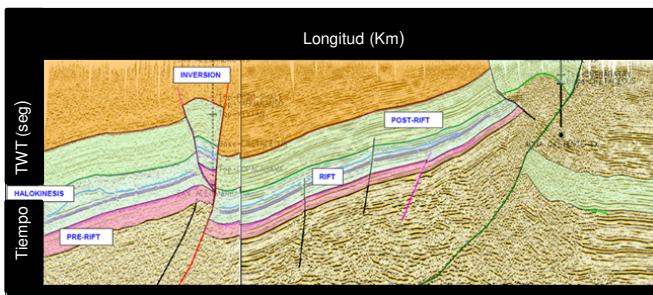 Longitud (Km)
INVERSION
TWT (seg)
POST-RIFT
RIFT
HALOKINESIS
Tiempo
PRE-RIFT